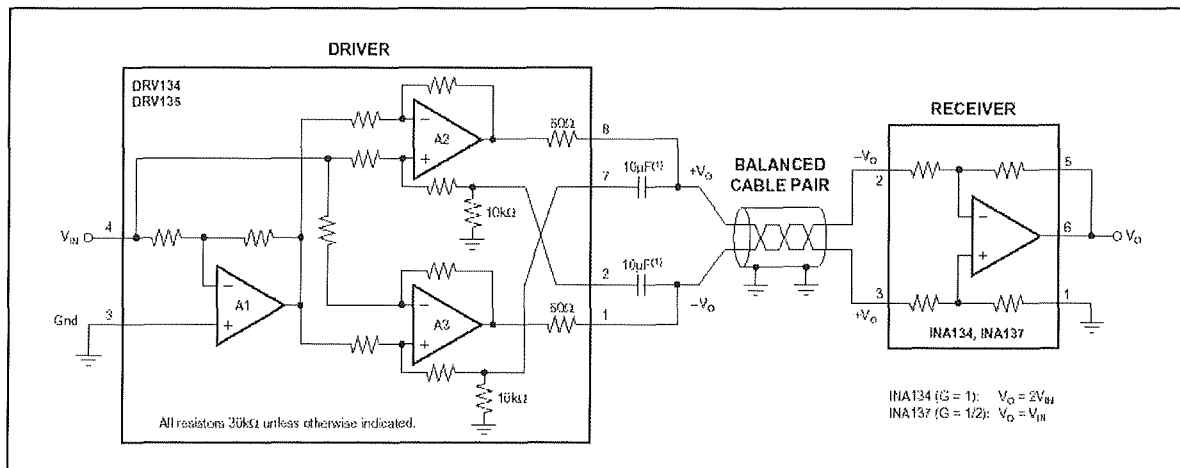 DRIVER
DRV134
DRV135
A2
50Ω
8
7
10µF(1)
+VO
10kΩ
VIN
4
A1
Gnd
3
A3
10µF(1)
2
–VO
50Ω
1
10kΩ
All resistors 30kΩ unless otherwise indicated.
BALANCED
CABLE PAIR
RECEIVER
–VO
2
5
6
VO
3
+VO
1
INA134, INA137
INA134 (G = 1): VO = 2VIN
INA137 (G = 1/2): VO = VIN